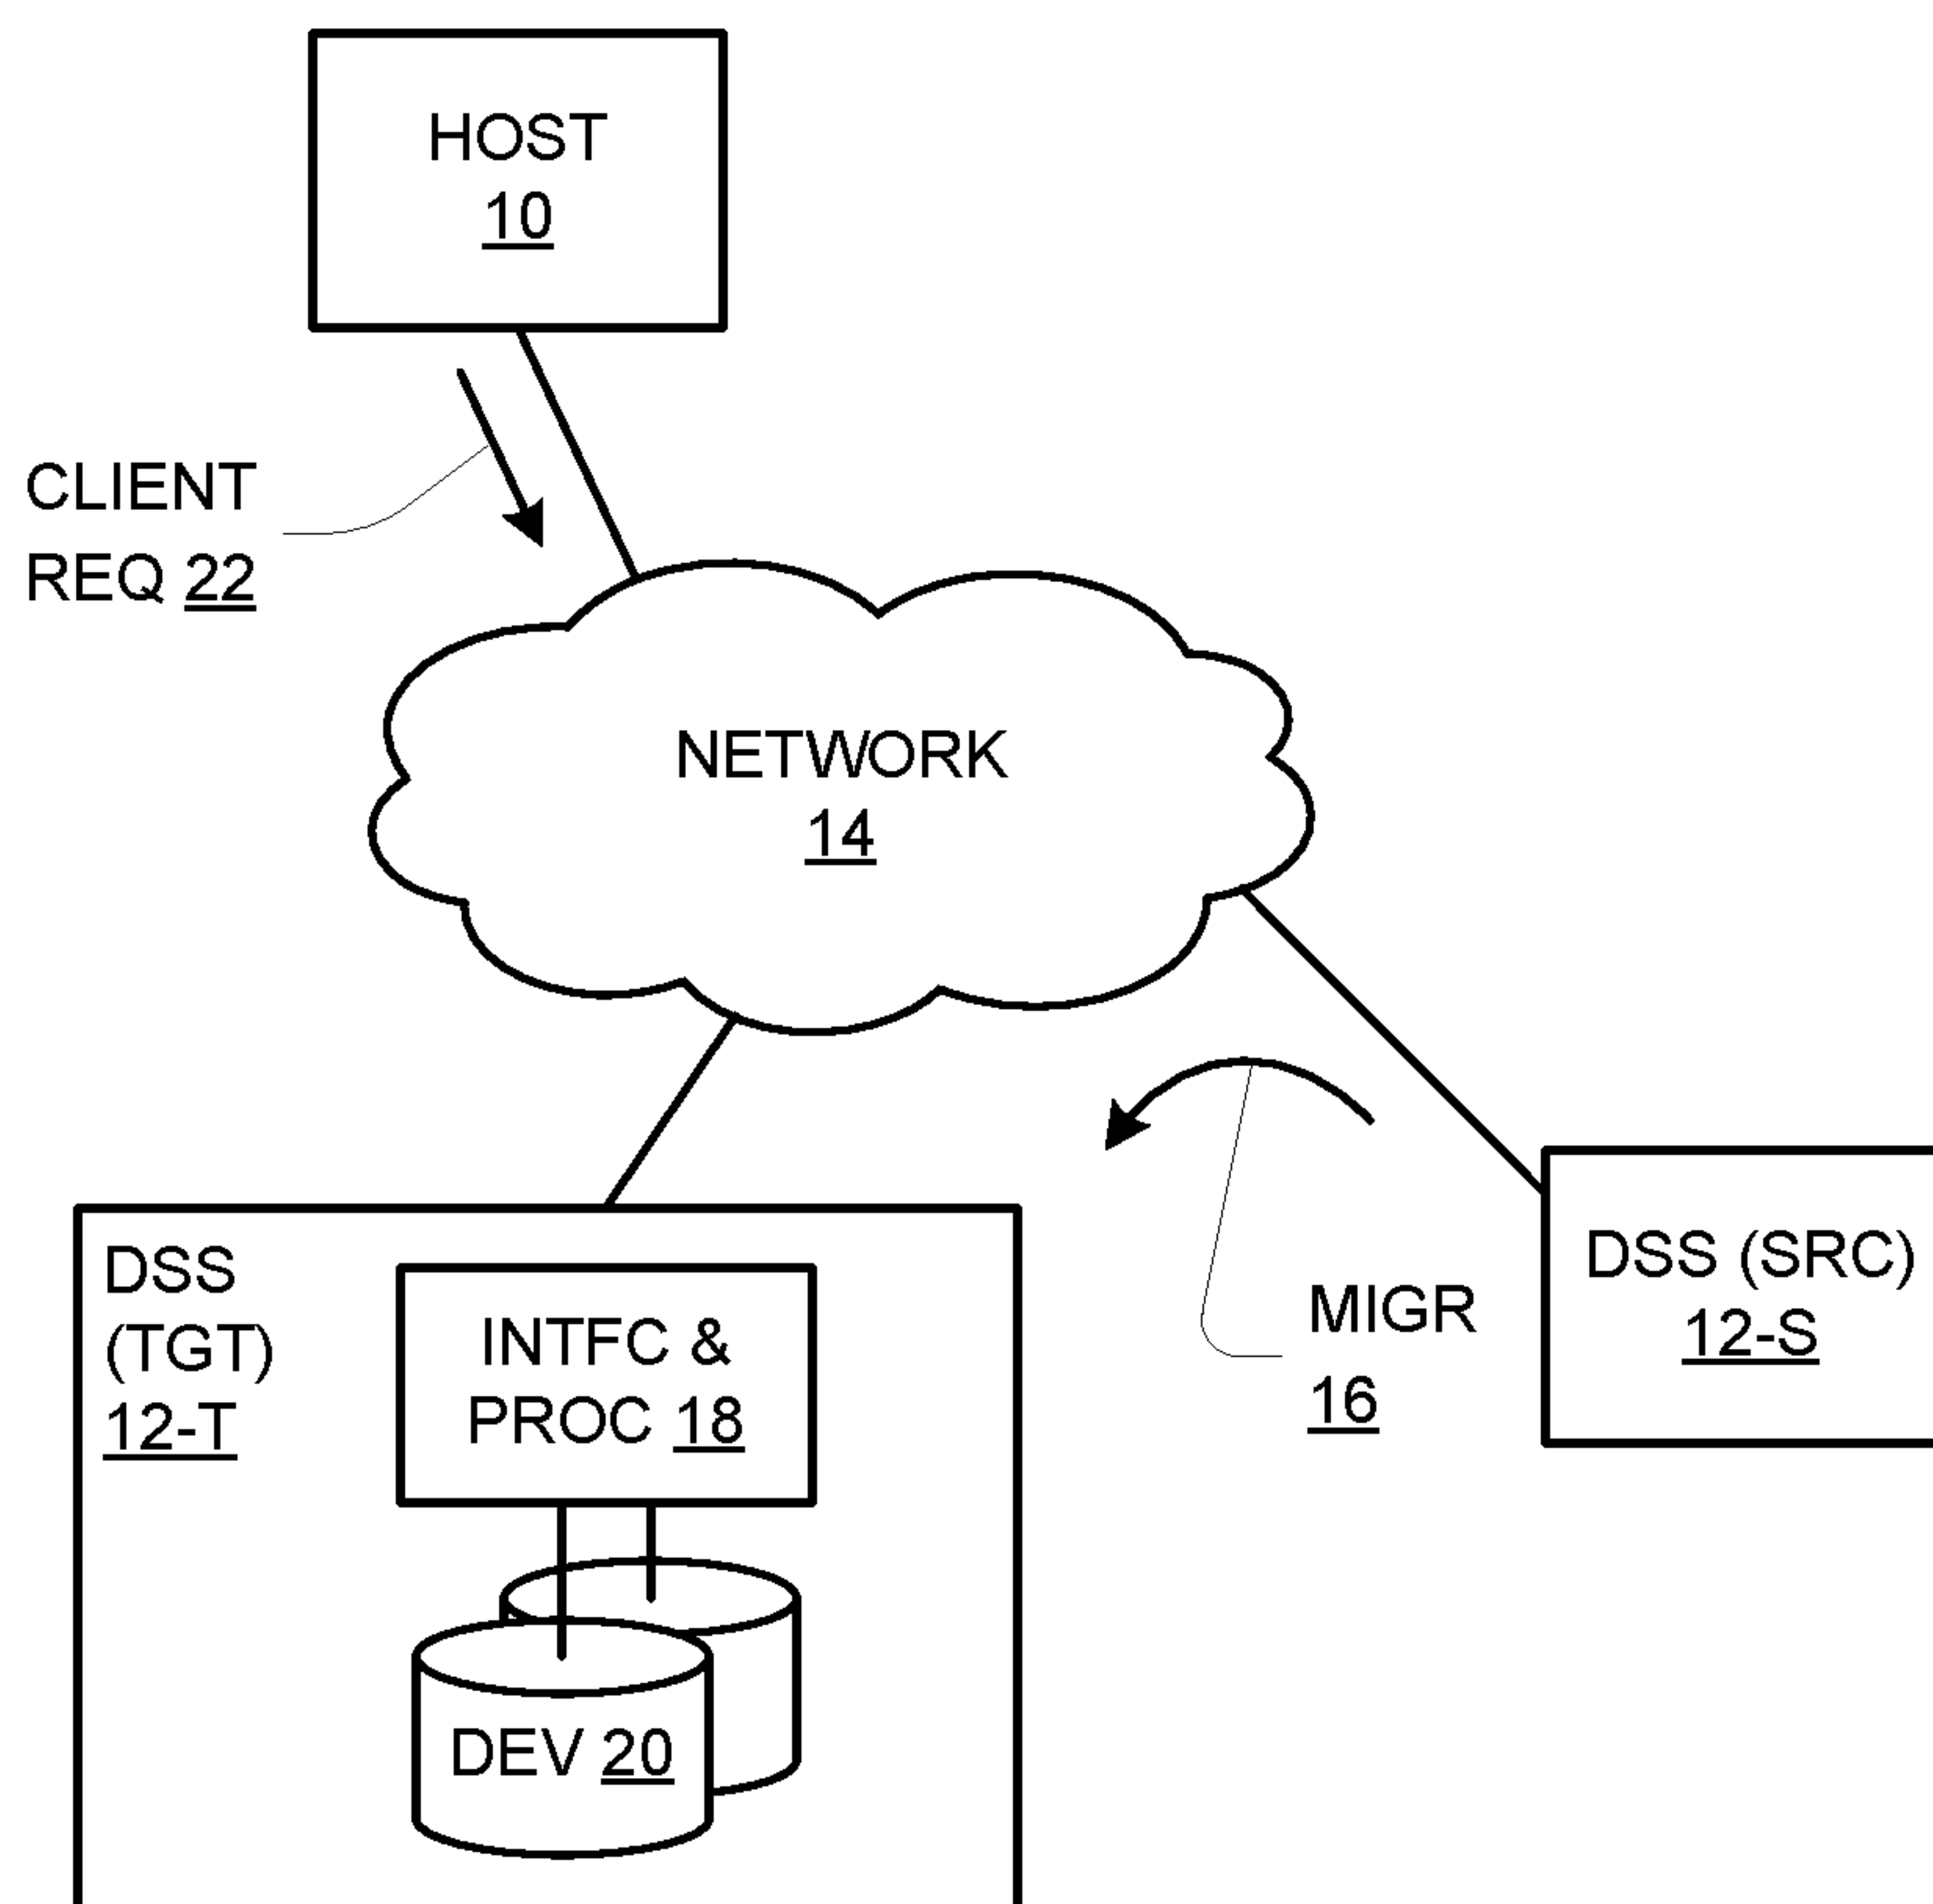 HOST
10
CLIENT
REQ 22
NETWORK
14
DSS
(TGT)
12-T
INTFC &
PROC 18
DEV 20
MIGR
16
DSS (SRC)
12-S